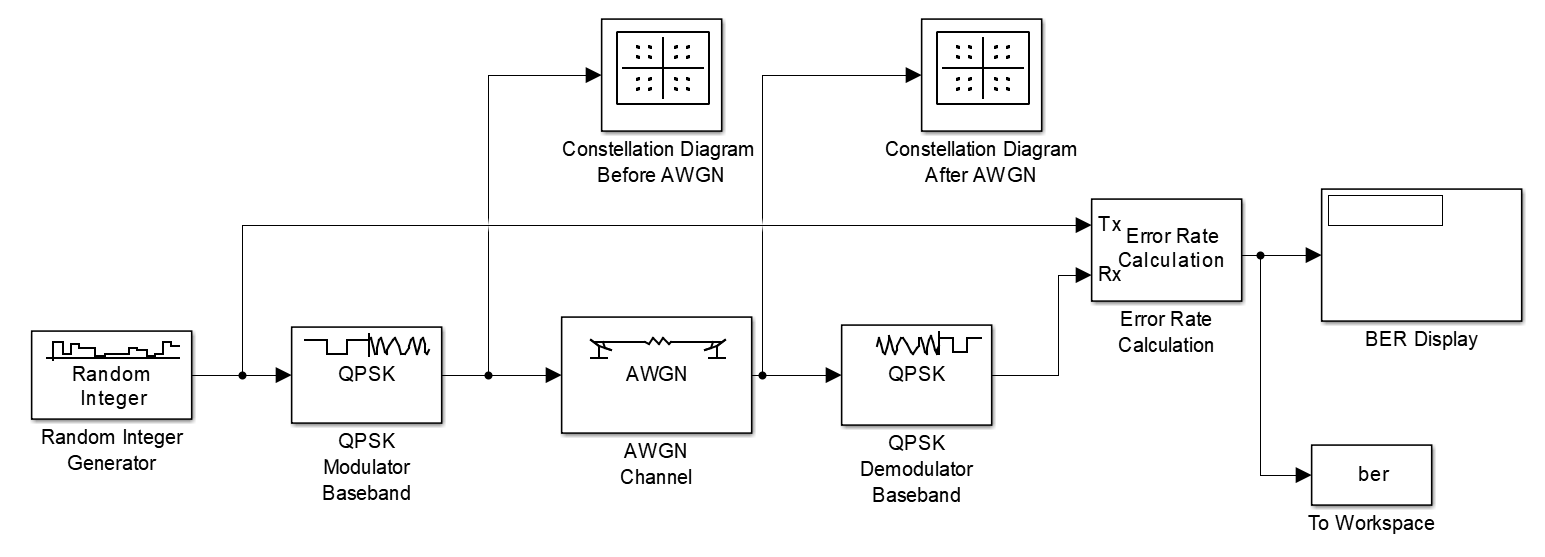 Constellation Diagram
Before AWGN
Constellation Diagram
After AWGN
Tx
Error Rate
Calculation
Rx
Error Rate
Calculation
BER Display
Random
Integer
Random Integer
Generator
QPSK
QPSK
Modulator
Baseband
AWGN
AWGN
Channel
QPSK
QPSK
Demodulator
Baseband
ber
To Workspace